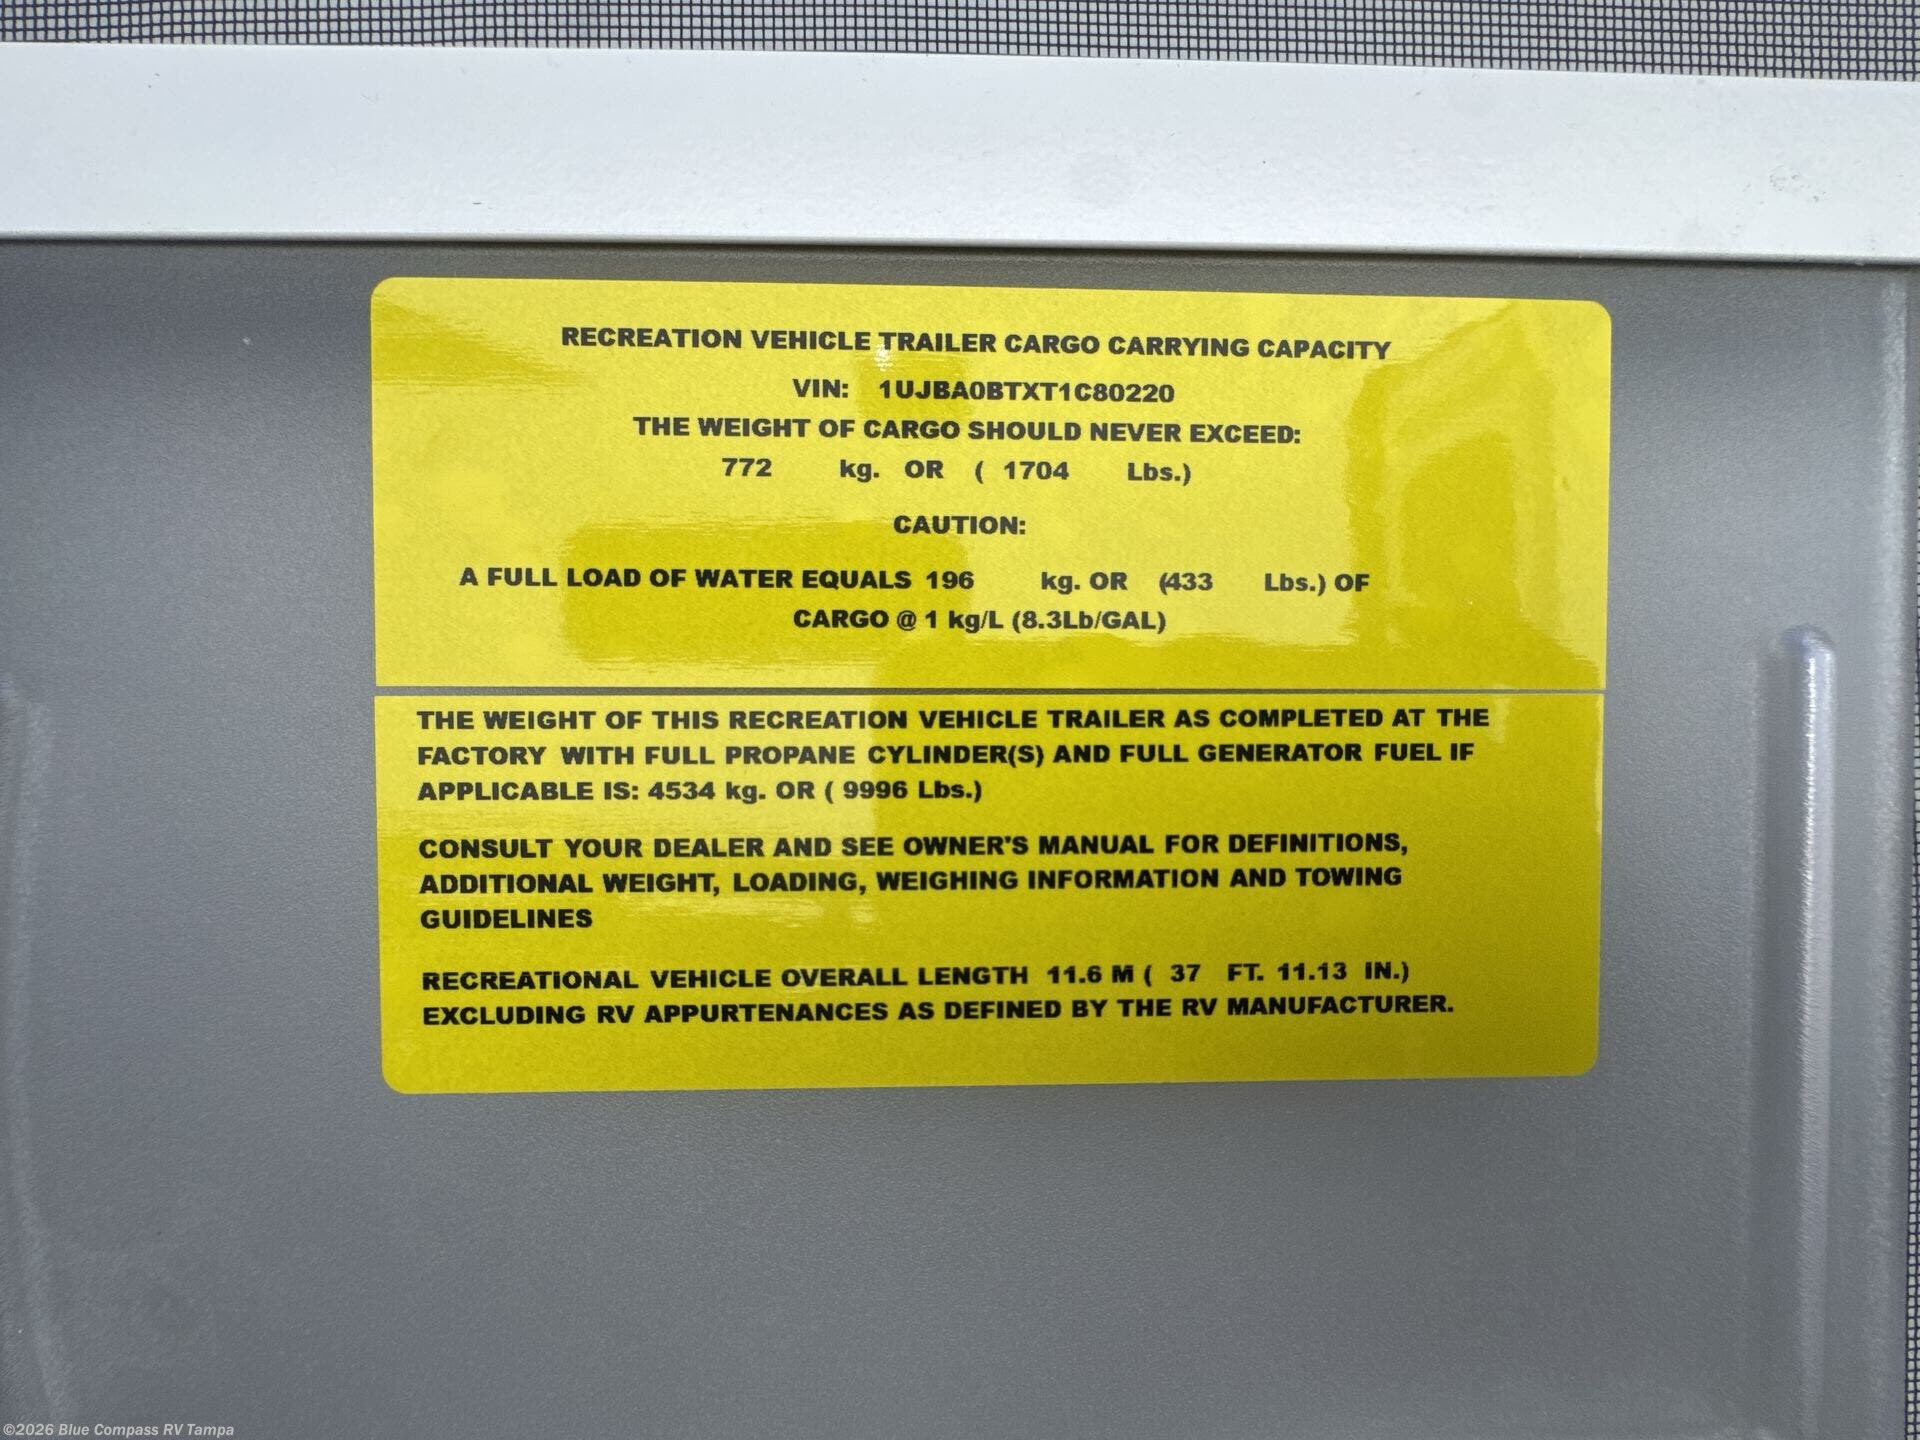 RECREATION VEHICLE TRAILER CARGO CARRYING CAPACITY
VIN: 1UJBA0BTXT1C80220
THE WEIGHT OF CARGO SHOULD NEVER EXCEED:
772 kg. OR ( 1704 Lbs.)
CAUTION:
A FULL LOAD OF WATER EQUALS 196 kg. OR (433 Lbs.) OF
CARGO @ 1 kg/L (8.3Lb/GAL)
THE WEIGHT OF THIS RECREATION VEHICLE TRAILER AS COMPLETED AT THE
FACTORY WITH FULL PROPANE CYLINDER(S) AND FULL GENERATOR FUEL IF
APPLICABLE IS: 4534 kg. OR ( 9996 Lbs.)
CONSULT YOUR DEALER AND SEE OWNER'S MANUAL FOR DEFINITIONS,
ADDITIONAL WEIGHT, LOADING, WEIGHING INFORMATION AND TOWING
GUIDELINES
RECREATIONAL VEHICLE OVERALL LENGTH 11.6 M ( 37 FT. 11.13 IN.)
EXCLUDING RV APPURTENANCES AS DEFINED BY THE RV MANUFACTURER.
©2026 Blue Compass RV Tampa